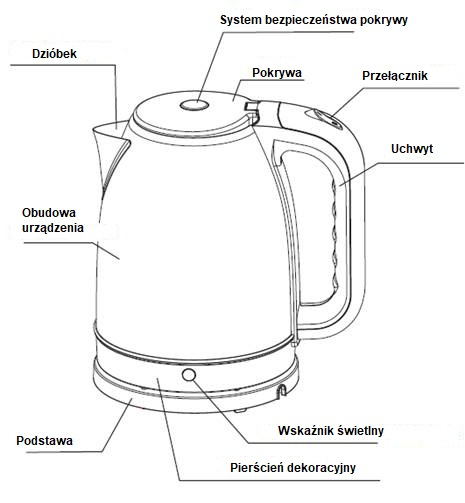 System bezpieczeństwa pokrywy
Dzióbek
Pokrywa
Przełącznik
Uchwyt
Obudowa
urządzenia
Wskaźnik świetlny
Podstawa
Pierścień dekoracyjny